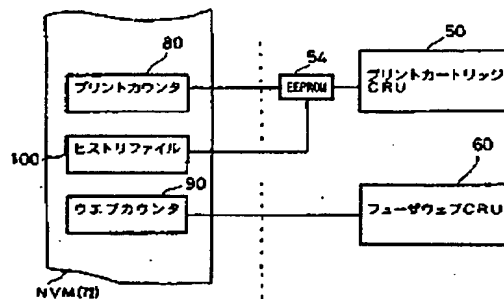 80
プリントカウンタ
54
EEPROM
50
プリントカートリッジ
CRU
100
ヒストリファイル
90
ウエブカウンタ
60
フューザウェブCRU
NVM(72)